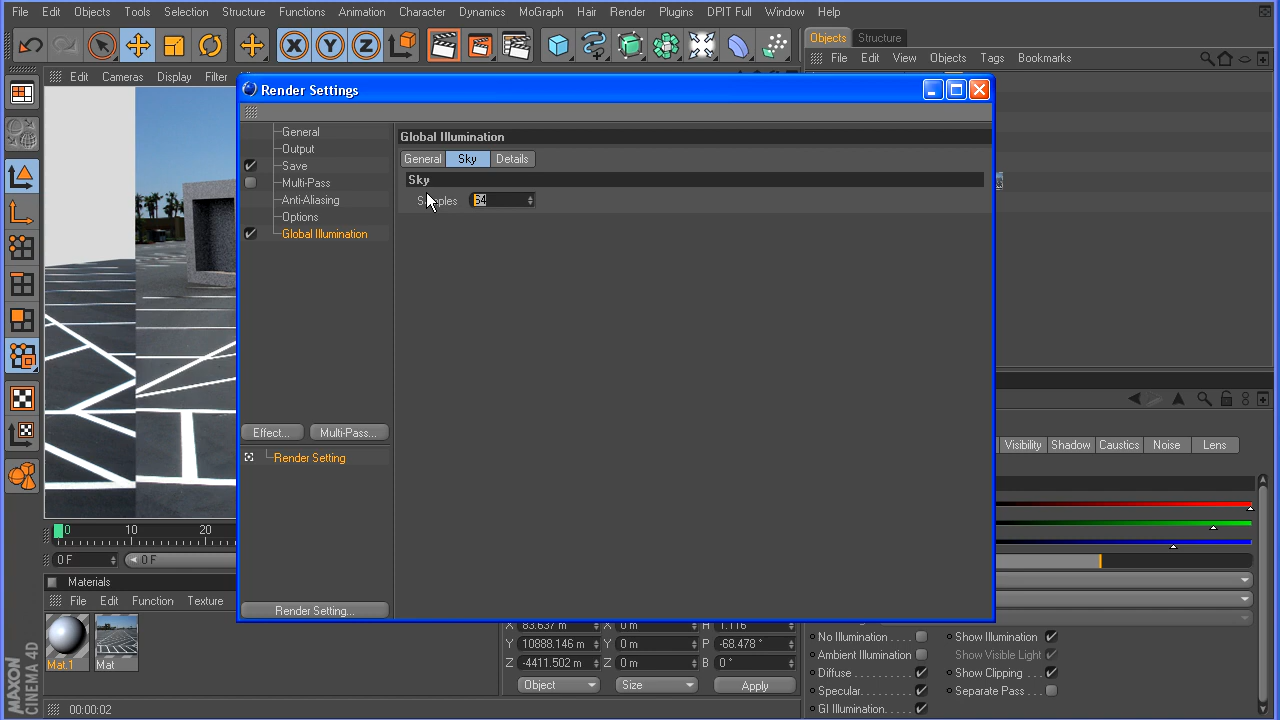 File Edit Objects Tools Selection Structure Functions Animation Character Dynamics MoGraph Hair Render Plugins DPIT Full Window Help
Objects Structure
File Edit View Objects Tags Bookmarks
Edit Cameras Display Filter
Render Settings
General
Output
Save
Multi-Pass
Anti-Aliasing
Options
Global Illumination
Effect... Multi-Pass...
Render Setting
Render Setting...
Global Illumination
General Sky Details
Sky
64
Visibility Shadow Caustics Noise Lens
0 10 20
0 F 0 F
Materials
File Edit Function Texture
Mat.1 Mat
X 83.637 m X 0 m H 1.116
Y 10888.146 m Y 0 m P -68.478 °
Z -4411.502 m Z 0 m B 0 °
Object Size Apply
No Illumination . . . . Show Illumination
Ambient Illumination Show Visible Light
Diffuse . . . . . . . . . . Show Clipping . . .
Specular. . . . . . . . . Separate Pass . . .
GI Illumination. . . . .
MAXON
CINEMA 4D
00:00:02